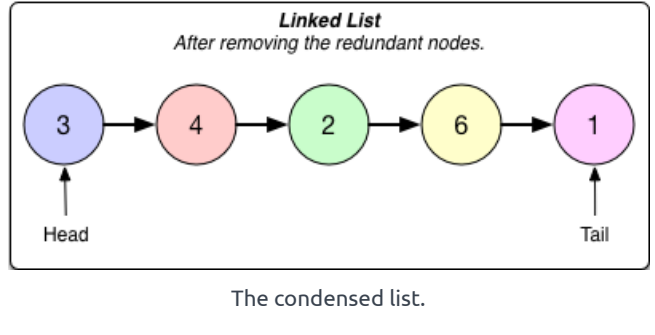 Linked List
After removing the redundant nodes.
3 4 2 6 1
Head Tail
The condensed list.